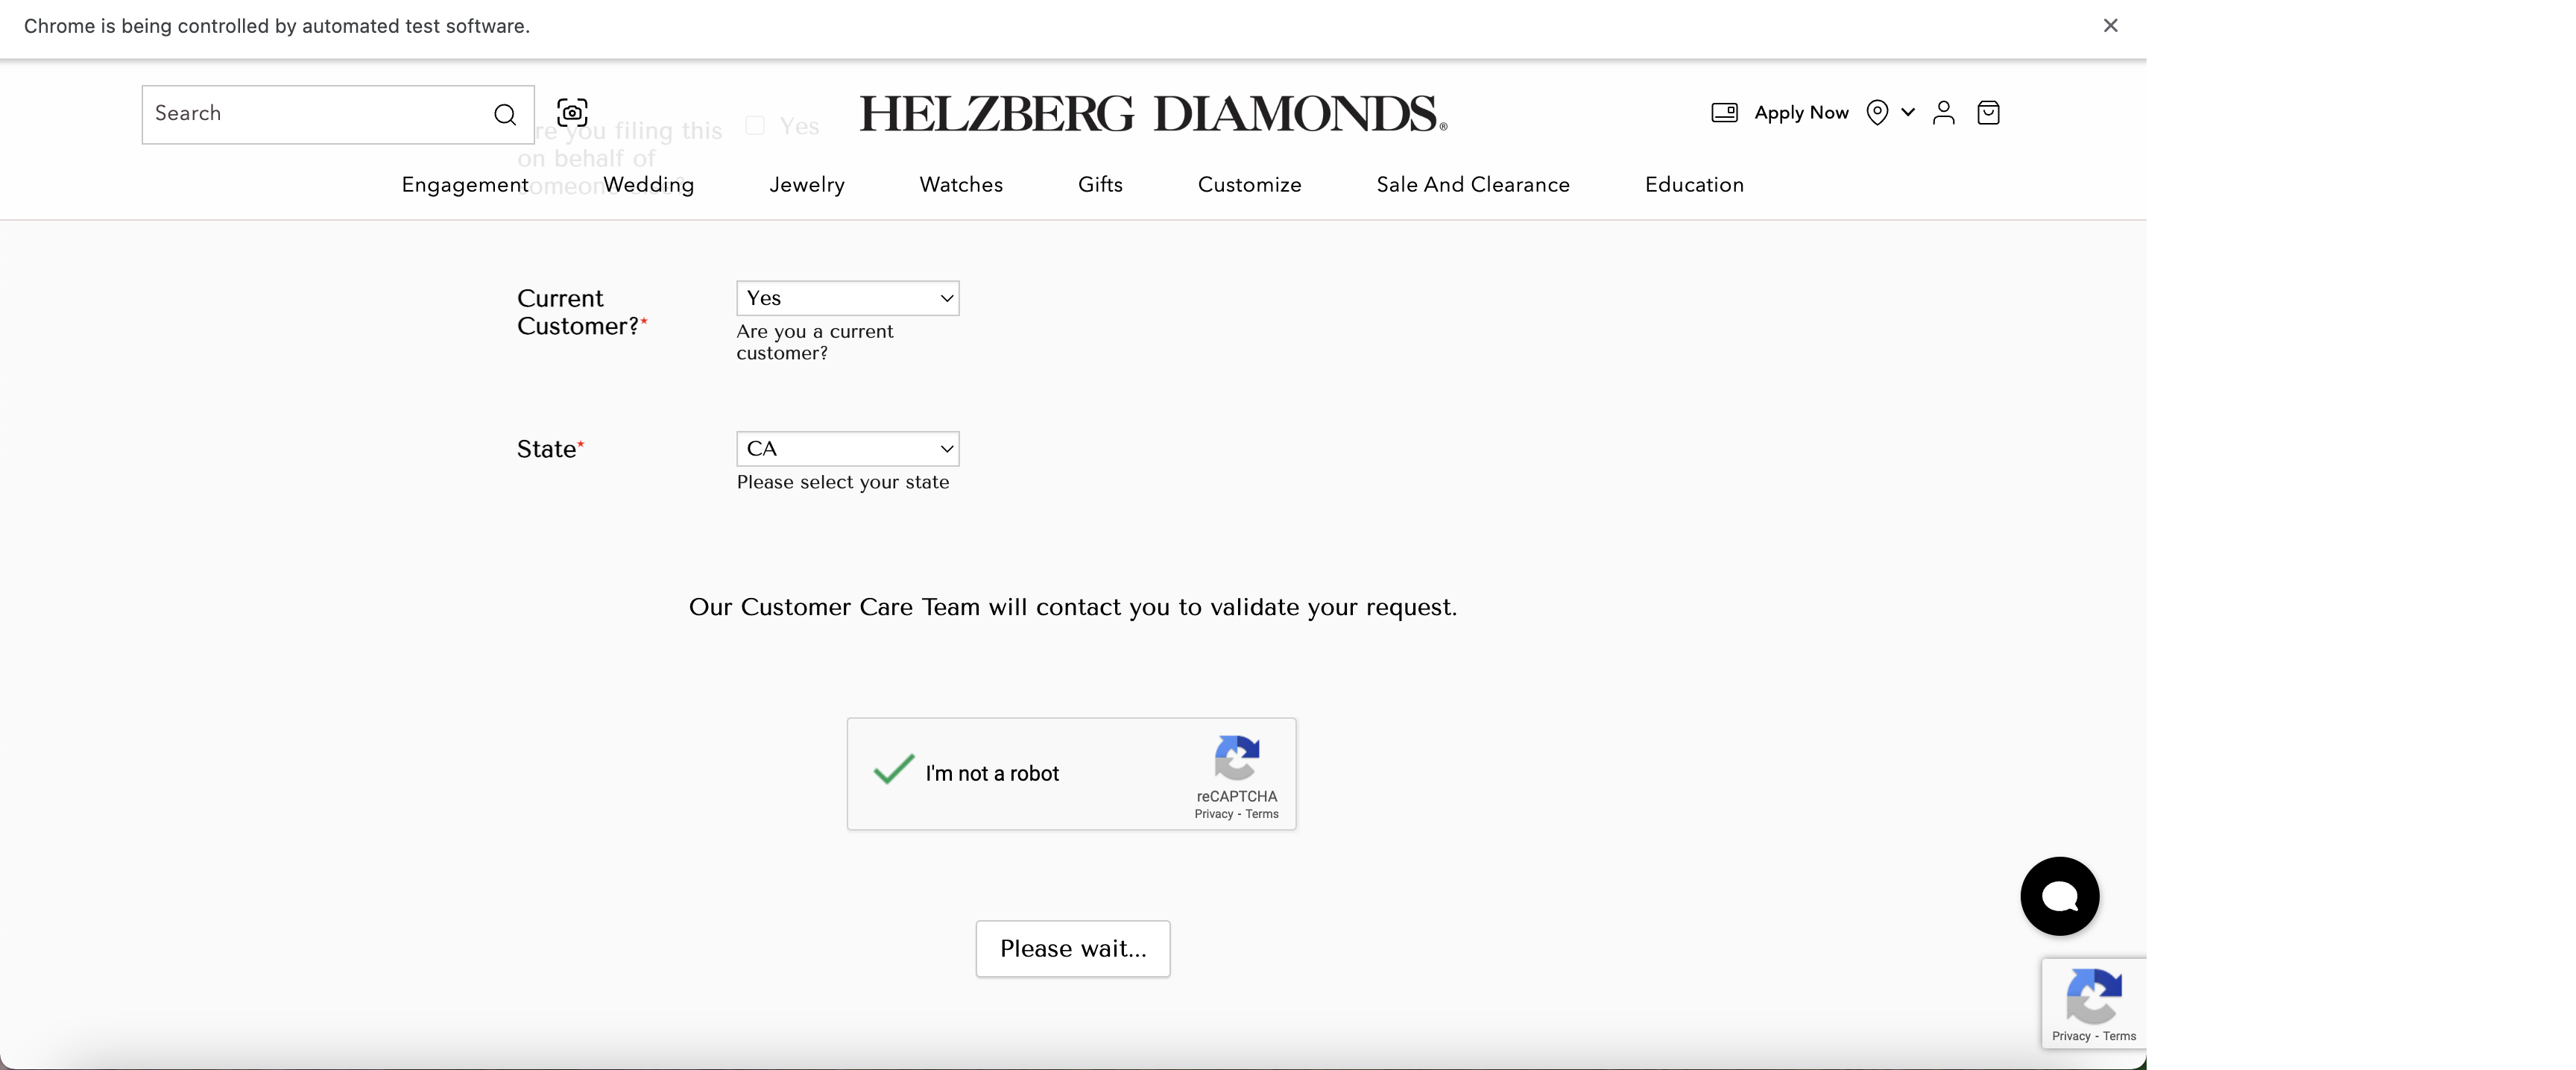 Chrome is being controlled by automated test software.
Search
HELZBERG DIAMONDS®
Apply Now
re you filing this
Yes
on behalf of
Engagement
Wedding
Jewelry
Watches
Gifts
Customize
Sale And Clearance
Education
Current
Customer?*
Yes
Are you a current
customer?
State*
CA
Please select your state
Our Customer Care Team will contact you to validate your request.
I'm not a robot
reCAPTCHA
Privacy - Terms
Please wait...
Privacy - Terms